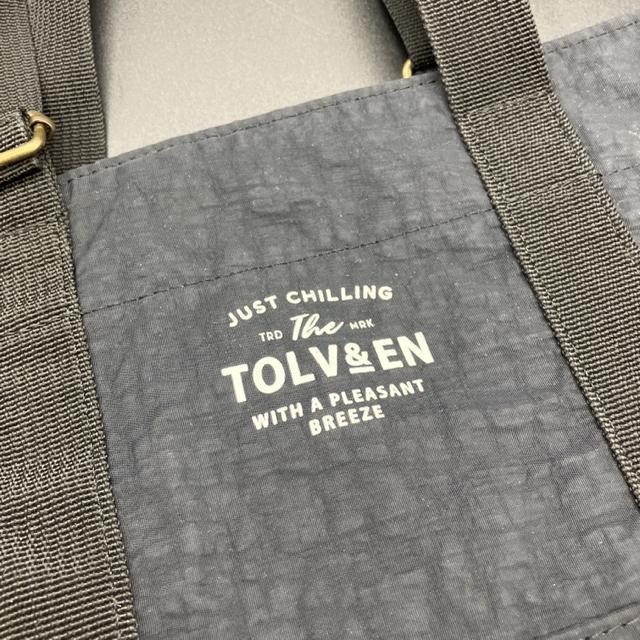 JUST CHILLING
TRD The MRK
TOLV&EN
WITH A PLEASANT
BREEZE